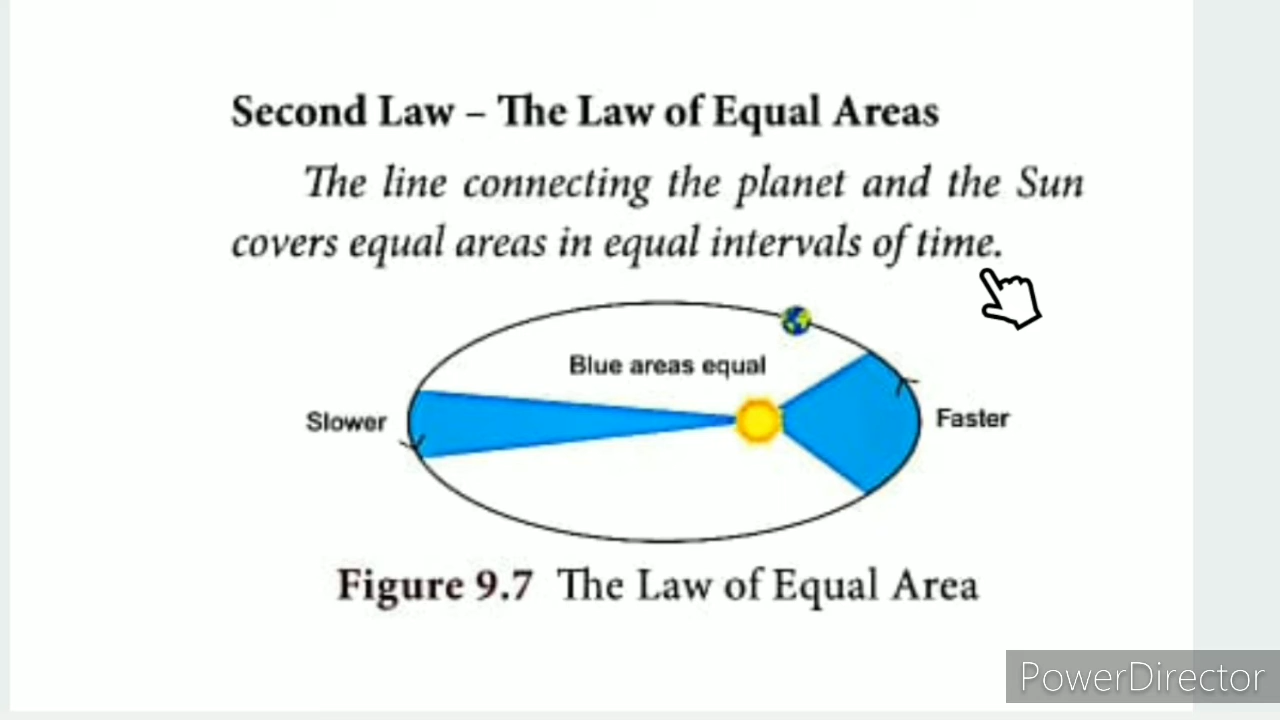 Second Law – The Law of Equal Areas
The line connecting the planet and the Sun
covers equal areas in equal intervals of time.
Blue areas equal
Slower
Faster
Figure 9.7 The Law of Equal Area
PowerDirector